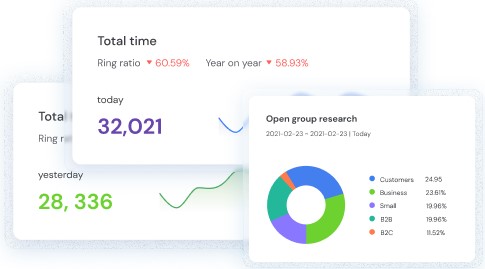 Total time
Ring ratio 60.59% Year on year 58.93%
today
32,021
Total
Ring
yesterday
28, 336
Open group research
2021-02-23 - 2021-02-23 | Today
Customers 24.95
Business 23.61%
Small 19.96%
B2B 19.96%
B2C 11.52%